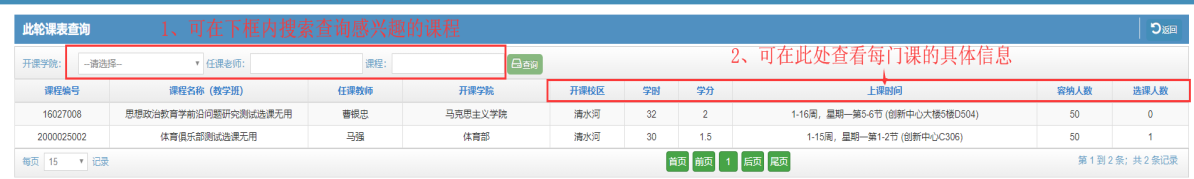 此轮课表查询 1、可在下框内搜索查询感兴趣的课程 返回
开课学院: --请选择-- 任课老师: 课程: 查询 2、可在此处查看每门课的具体信息
课程编号 课程名称（教学班） 任课教师 开课学院 开课校区 学时 学分 上课时间 容纳人数 选课人数
16027008 思想政治教育学前沿问题研究测试选课无用 曹银忠 马克思主义学院 清水河 32 2 1-16周，星期一第5-6节 (创新中心大楼5楼D504) 50 0
2000025002 体育俱乐部测试选课无用 马强 体育部 清水河 30 1.5 1-15周，星期一第1-2节 (创新中心C306) 50 1
每页 15 记录 首页 前页 1 后页 尾页 第 1 到 2 条; 共 2 条记录